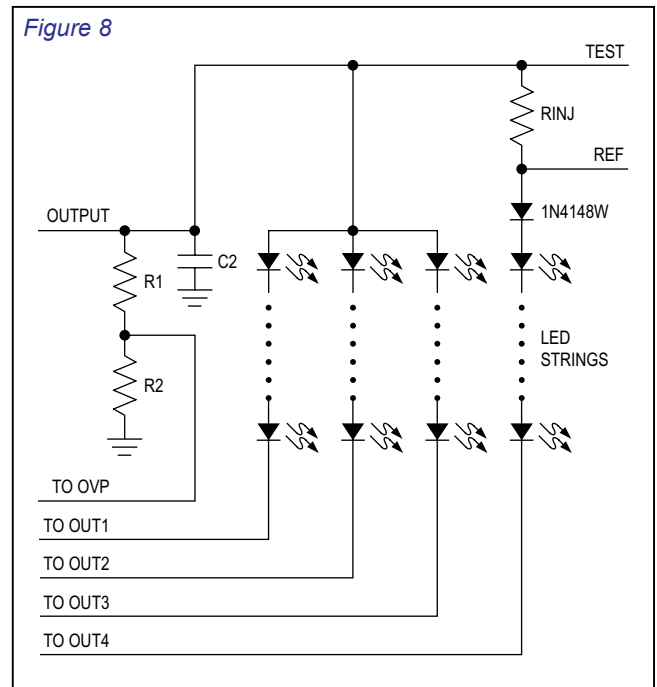 Figure 8
TEST
RINJ
REF
OUTPUT
1N4148W
C2
R1
LED
STRINGS
R2
TO OVP
TO OUT1
TO OUT2
TO OUT3
TO OUT4